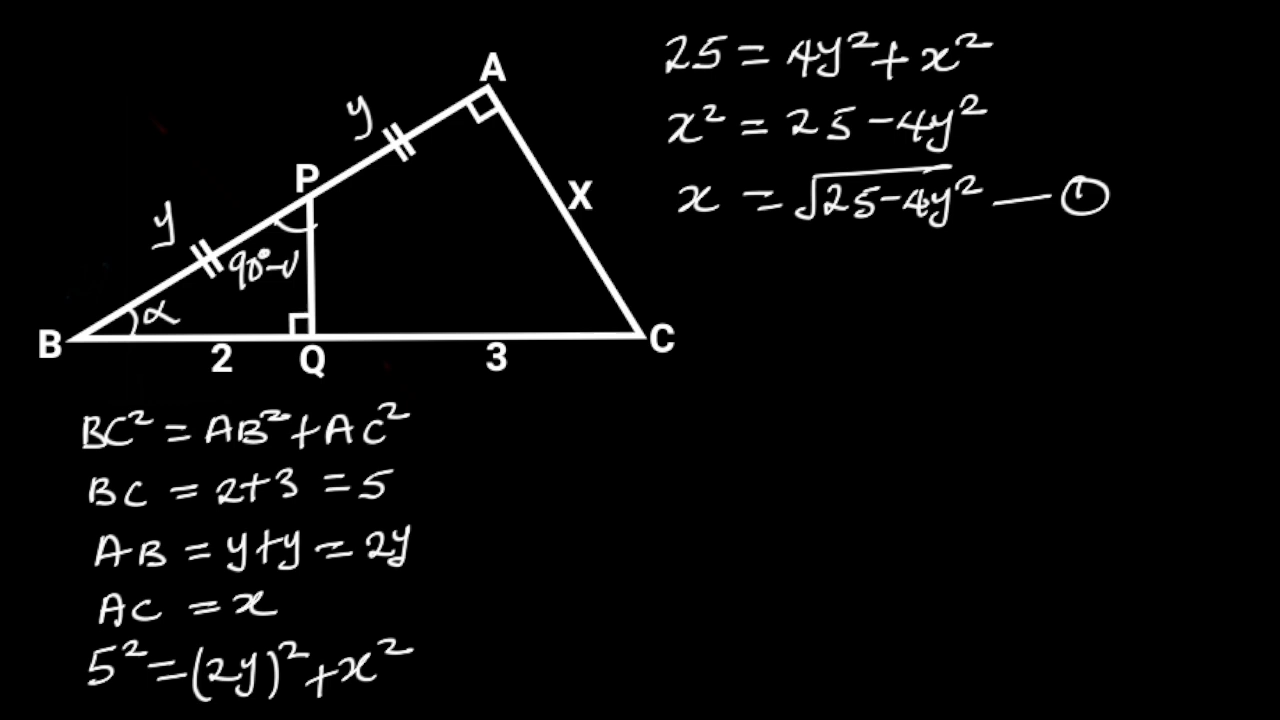 A
y
P
X
y
90°-α
α
B
2
Q
3
C
BC² = AB² + AC²
BC = 2+3 = 5
AB = y+y = 2y
AC = x
5² = (2y)² + x²
25 = 4y² + x²
x² = 25 - 4y²
x = √25-4y² — ①